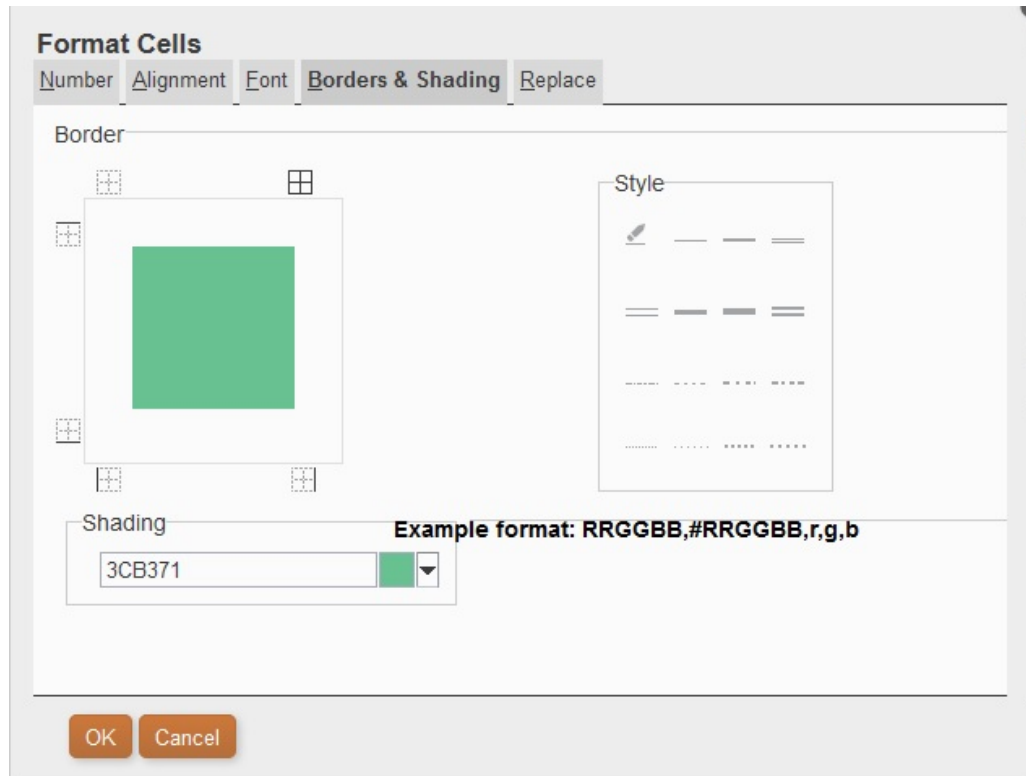 Format Cells
Number Alignment Font Borders & Shading Replace
Border
Style
Shading
Example format: RRGGBB,#RRGGBB,r,g,b
3CB371
OK Cancel